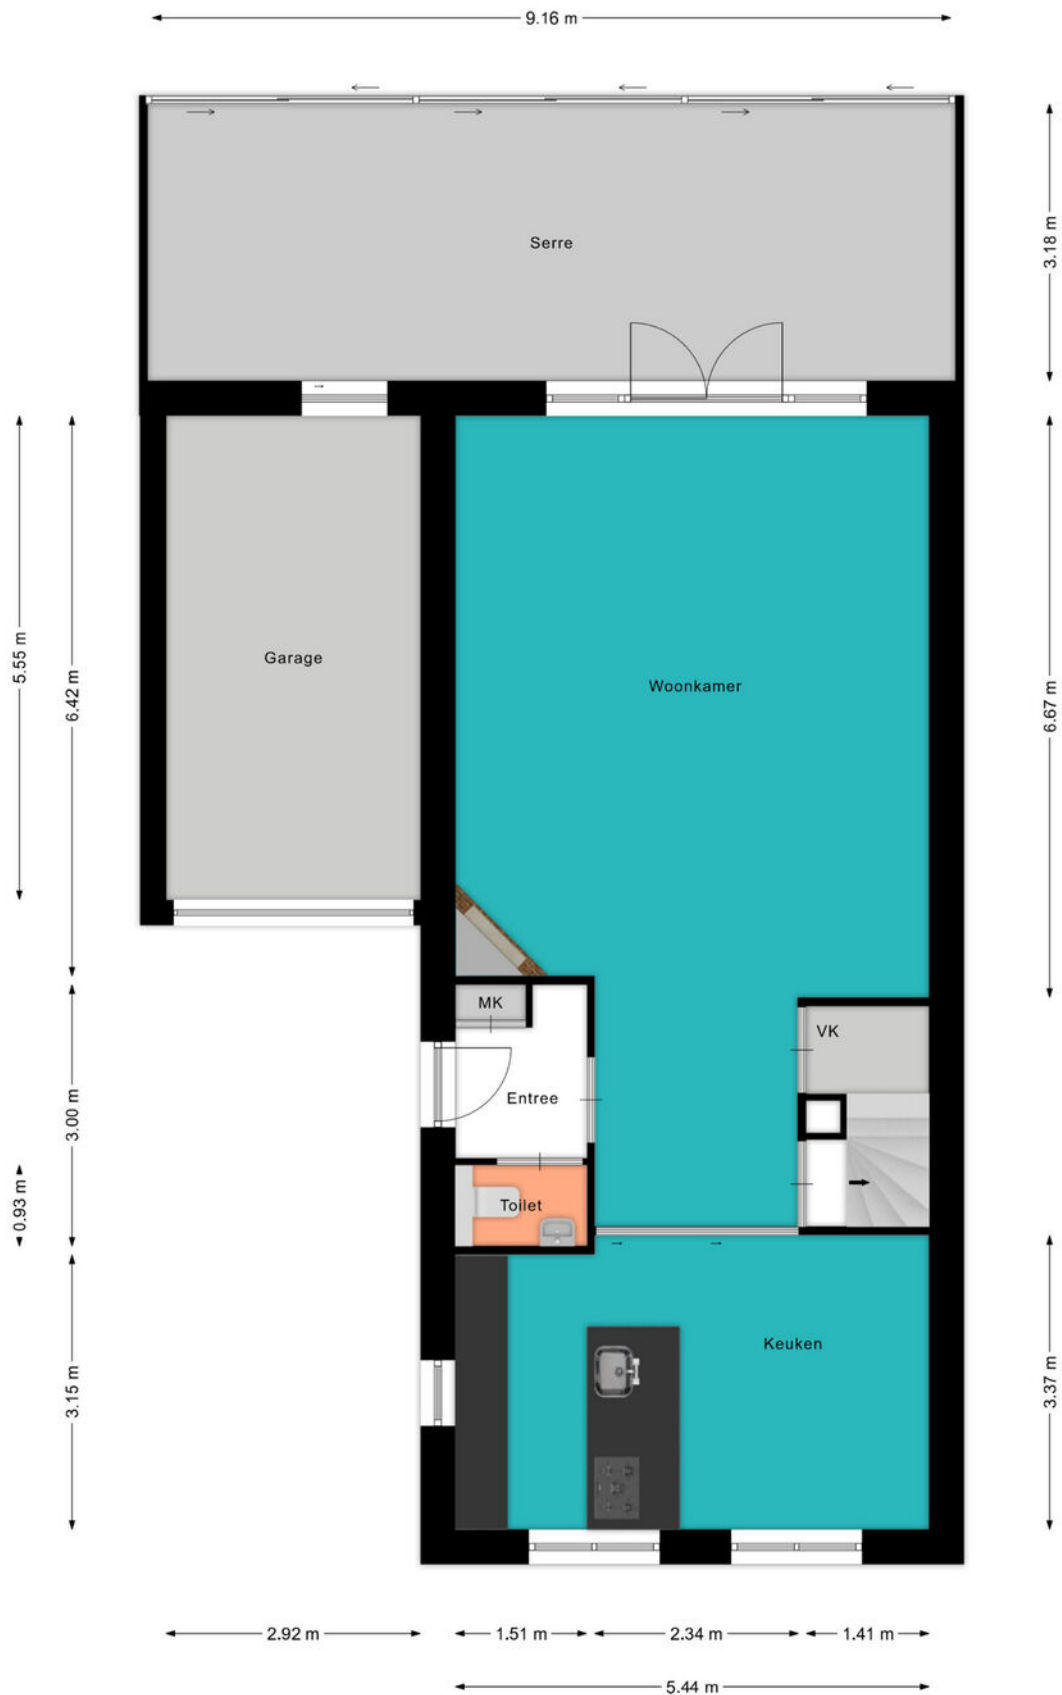 9.16 m
3.18 m
Serre
5.55 m
6.42 m
Garage
Woonkamer
6.67 m
MK
VK
3.00 m
Entree
0.93 m
Toilet
Keuken
3.15 m
3.37 m
2.92 m
1.51 m
2.34 m
1.41 m
5.44 m